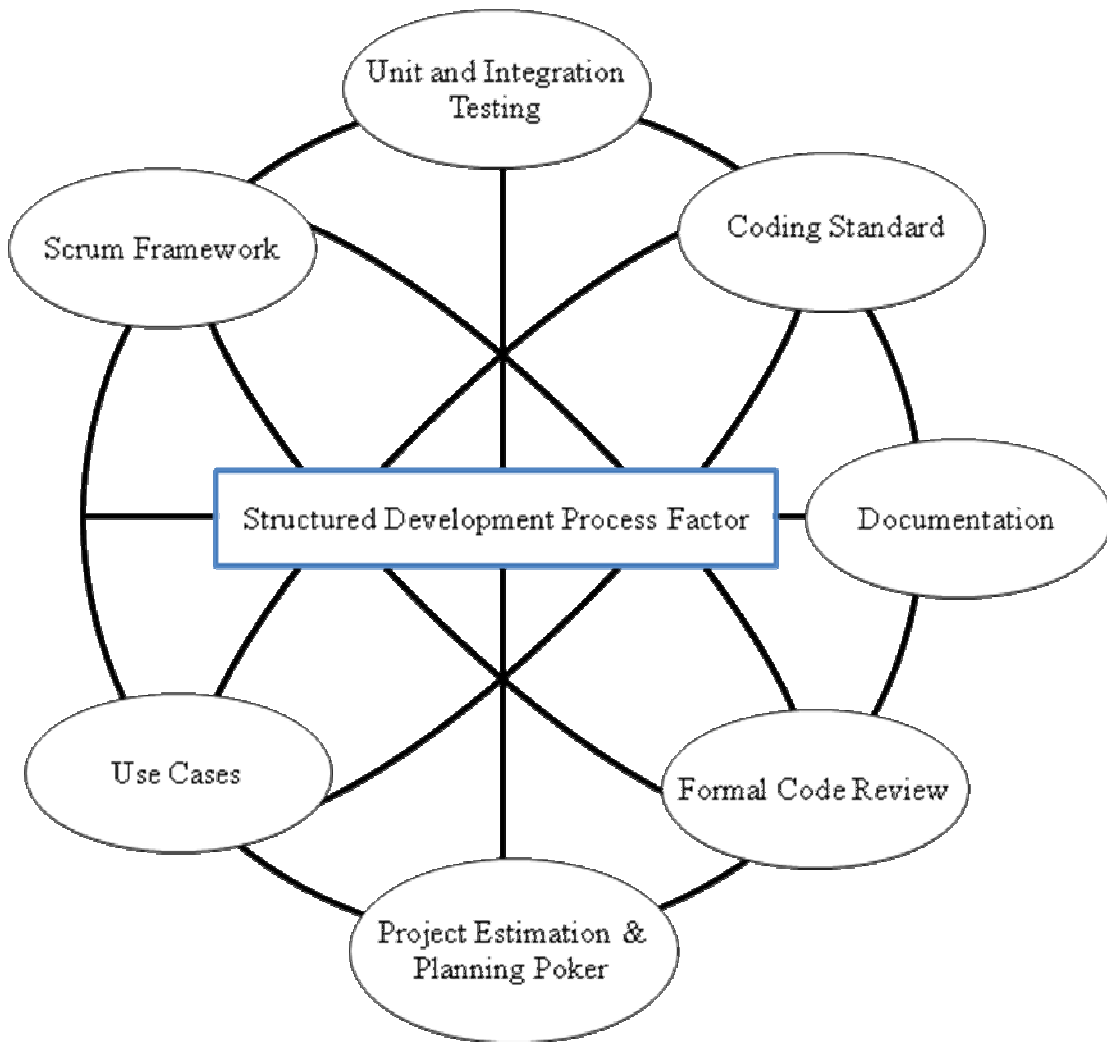 Unit and Integration
Testing
Coding Standard
Scrum Framework
Structured Development Process Factor
Documentation
Use Cases
Formal Code Review
Project Estimation &
Planning Poker